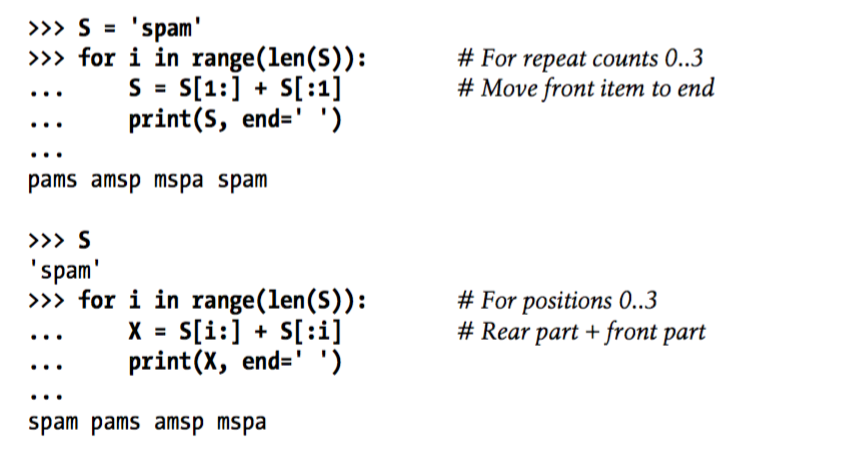 >>> S = 'spam'
>>> for i in range(len(S)): # For repeat counts 0..3
... S = S[1:] + S[:1] # Move front item to end
... print(S, end=' ')
...
pams amsp mspa spam
>>> S
'spam'
>>> for i in range(len(S)): # For positions 0..3
... X = S[i:] + S[:i] # Rear part + front part
... print(X, end=' ')
...
spam pams amsp mspa